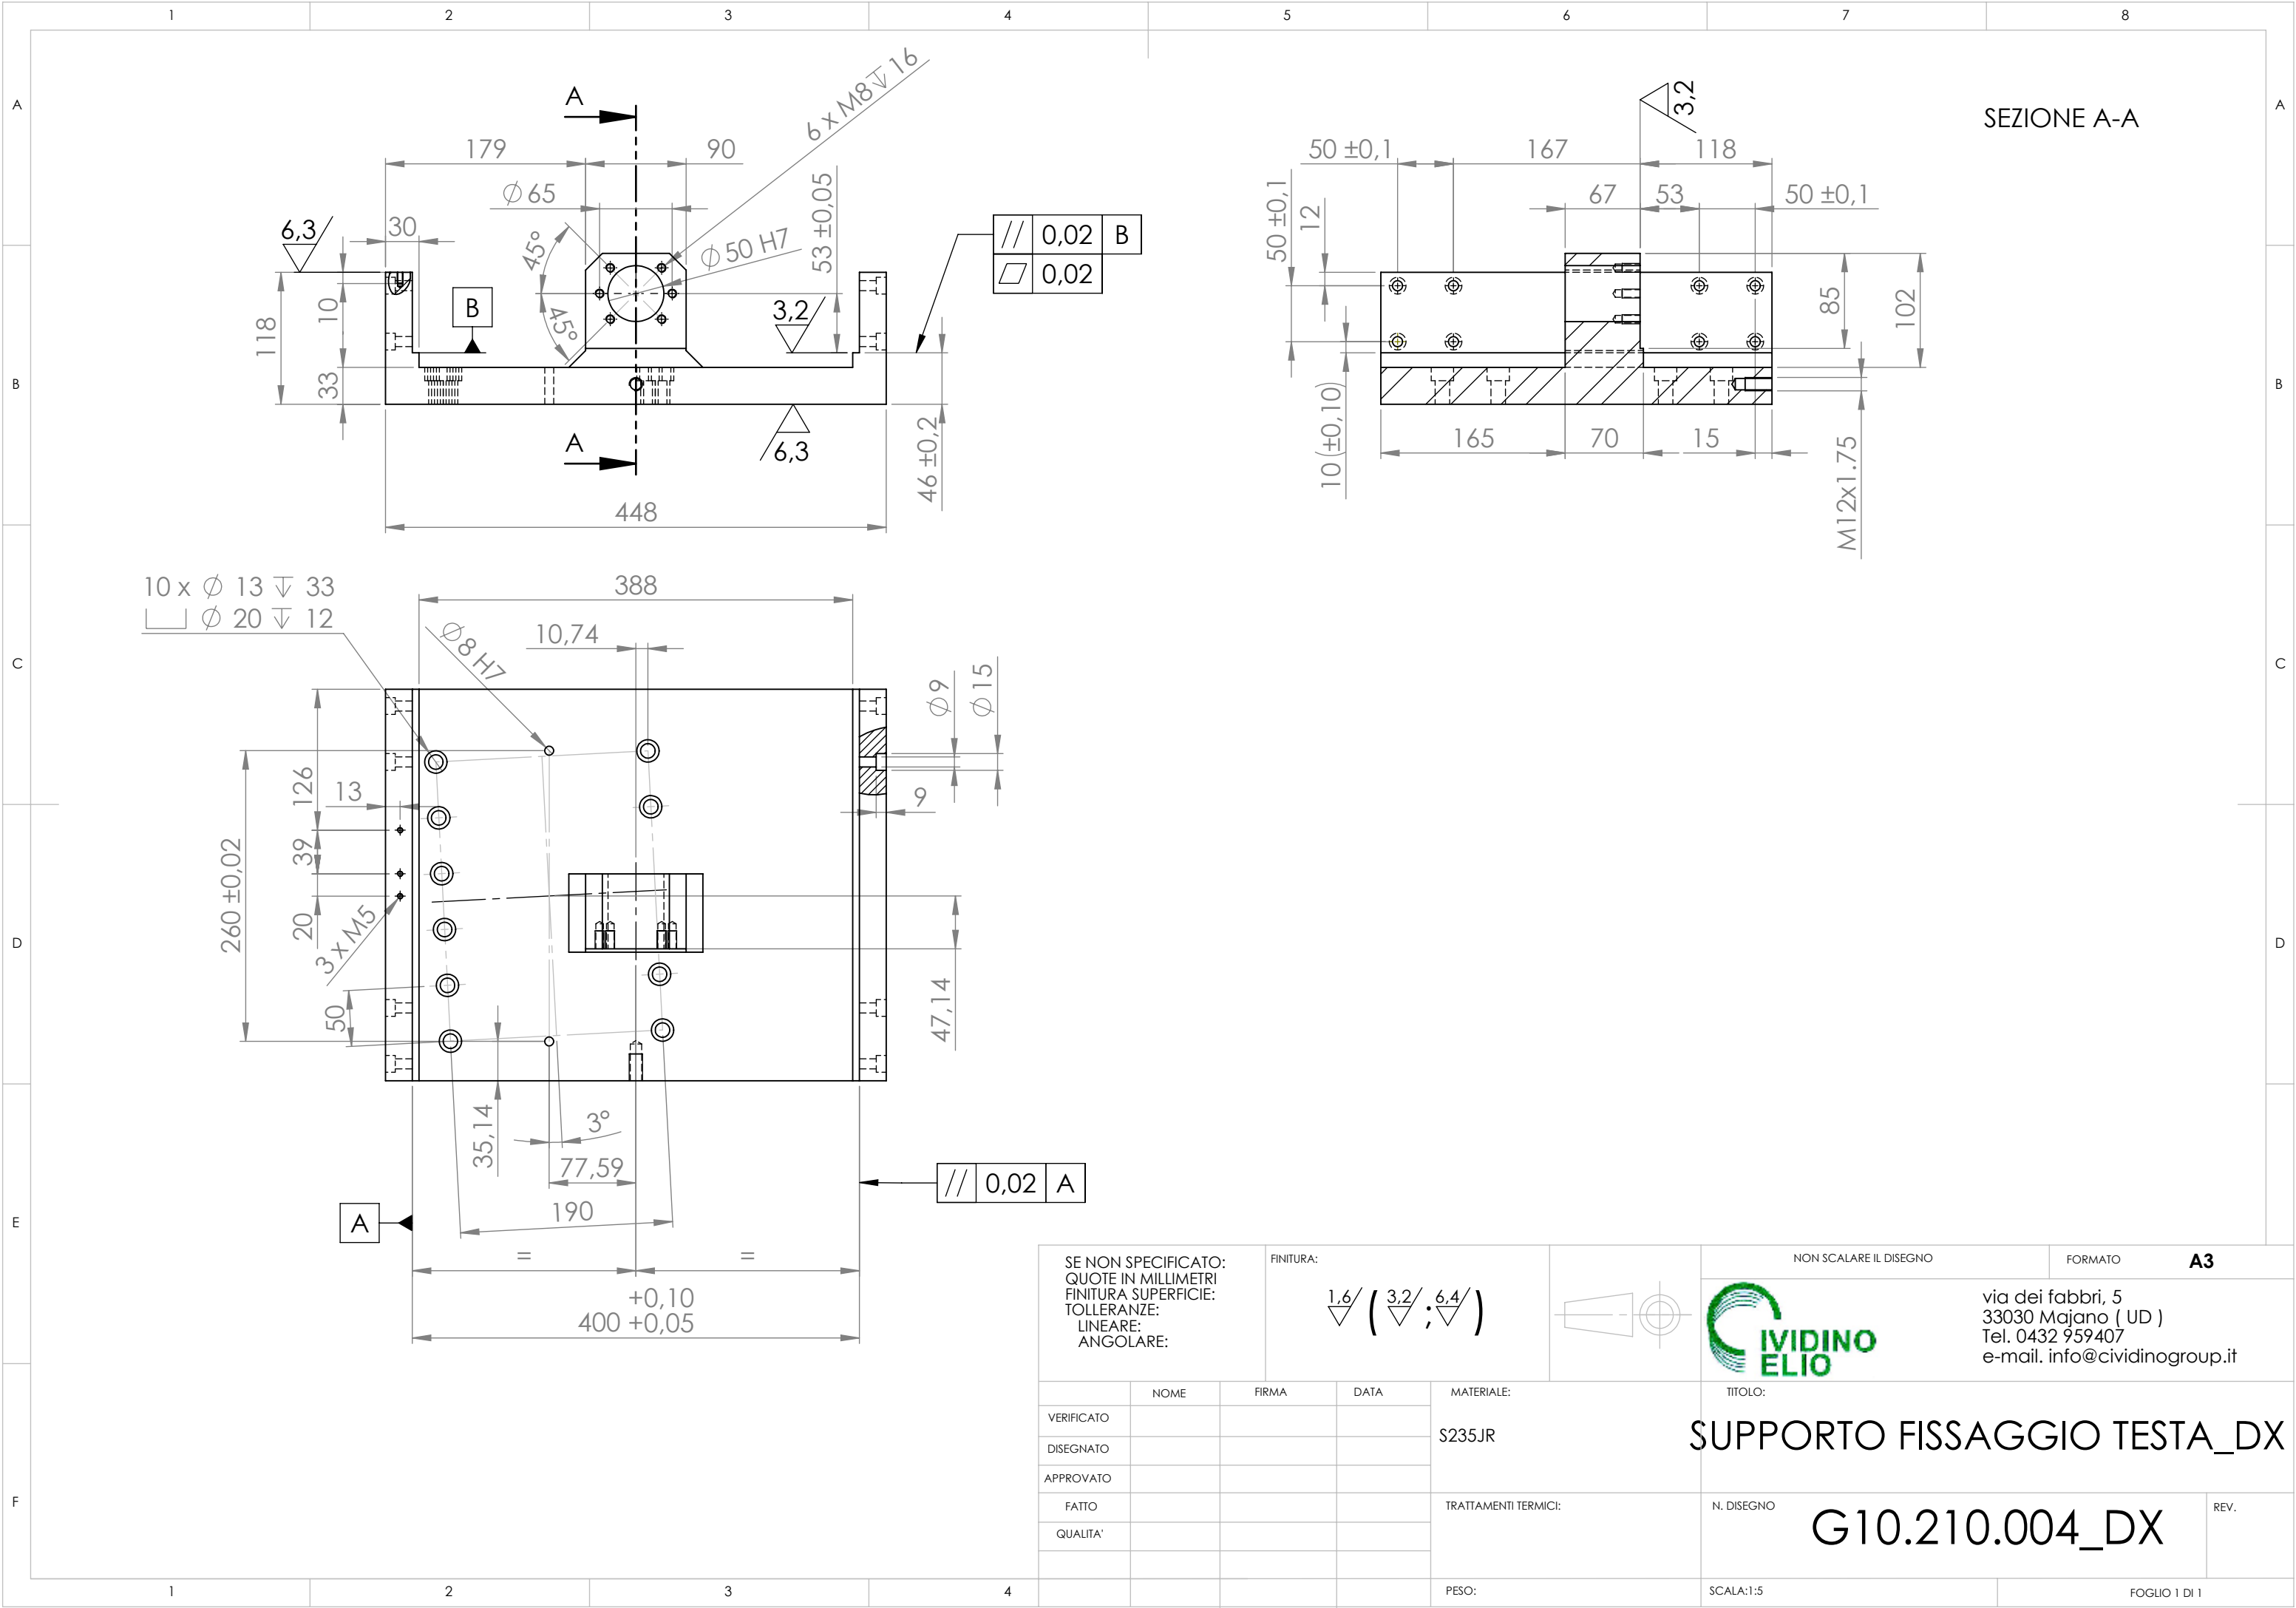 1 2 3 4 5 6 7 8
A A
B B
C C
D D
E E
F
A
A
179
90
6 x M8↧16
Ø65
6,3
30
45°
45°
Ø50 H7
53 ±0,05
// 0,02 B
⏥ 0,02
B
118
10
33
3,2
6,3
46 ±0,2
448
SEZIONE A-A
3,2
50 ±0,1
167
118
67
53
50 ±0,1
50 ±0,1
12
85
102
10 (±0,10)
165
70
15
M12x1.75
10 x Ø 13 ↧ 33
⌴ Ø 20 ↧ 12
388
Ø8 H7
10,74
Ø9
Ø15
9
126
13
39
260 ±0,02
20
3 x M5
50
47,14
35,14
3°
77,59
190
// 0,02 A
A
= =
+0,10
400 +0,05
SE NON SPECIFICATO:
QUOTE IN MILLIMETRI
FINITURA SUPERFICIE:
TOLLERANZE:
LINEARE:
ANGOLARE:
FINITURA:
1,6 ( 3,2 ; 6,4 )
NON SCALARE IL DISEGNO
FORMATO A3
CIVIDINO
ELIO
via dei fabbri, 5
33030 Majano ( UD )
Tel. 0432 959407
e-mail. info@cividinogroup.it
NOME FIRMA DATA
VERIFICATO
DISEGNATO
APPROVATO
FATTO
QUALITA'
MATERIALE:
S235JR
TITOLO:
SUPPORTO FISSAGGIO TESTA_DX
TRATTAMENTI TERMICI:
N. DISEGNO
G10.210.004_DX
REV.
PESO:
SCALA:1:5
FOGLIO 1 DI 1
1 2 3 4